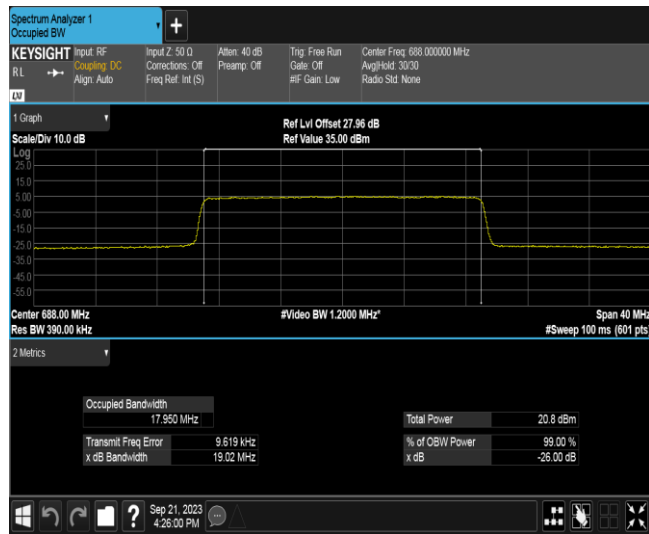 Spectrum Analyzer 1
Occupied BW
KEYSIGHT
RL
LXI
Input: RF
Coupling: DC
Align: Auto
Input Z: 50 Ω
Corrections: Off
Freq Ref: Int (S)
Atten: 40 dB
Preamp: Off
Trig: Free Run
Gate: Off
#IF Gain: Low
Center Freq: 688.000000 MHz
Avg|Hold: 30/30
Radio Std: None
1 Graph
Scale/Div 10.0 dB
Ref Lvl Offset 27.96 dB
Ref Value 35.00 dBm
Log
25.0
15.0
5.00
-5.00
-15.0
-25.0
-35.0
-45.0
-55.0
Center 688.00 MHz
Res BW 390.00 kHz
#Video BW 1.2000 MHz*
Span 40 MHz
#Sweep 100 ms (601 pts)
2 Metrics
Occupied Bandwidth
17.950 MHz
Total Power 20.8 dBm
Transmit Freq Error 9.619 kHz
% of OBW Power 99.00 %
x dB Bandwidth 19.02 MHz
x dB -26.00 dB
?
Sep 21, 2023
4:26:00 PM